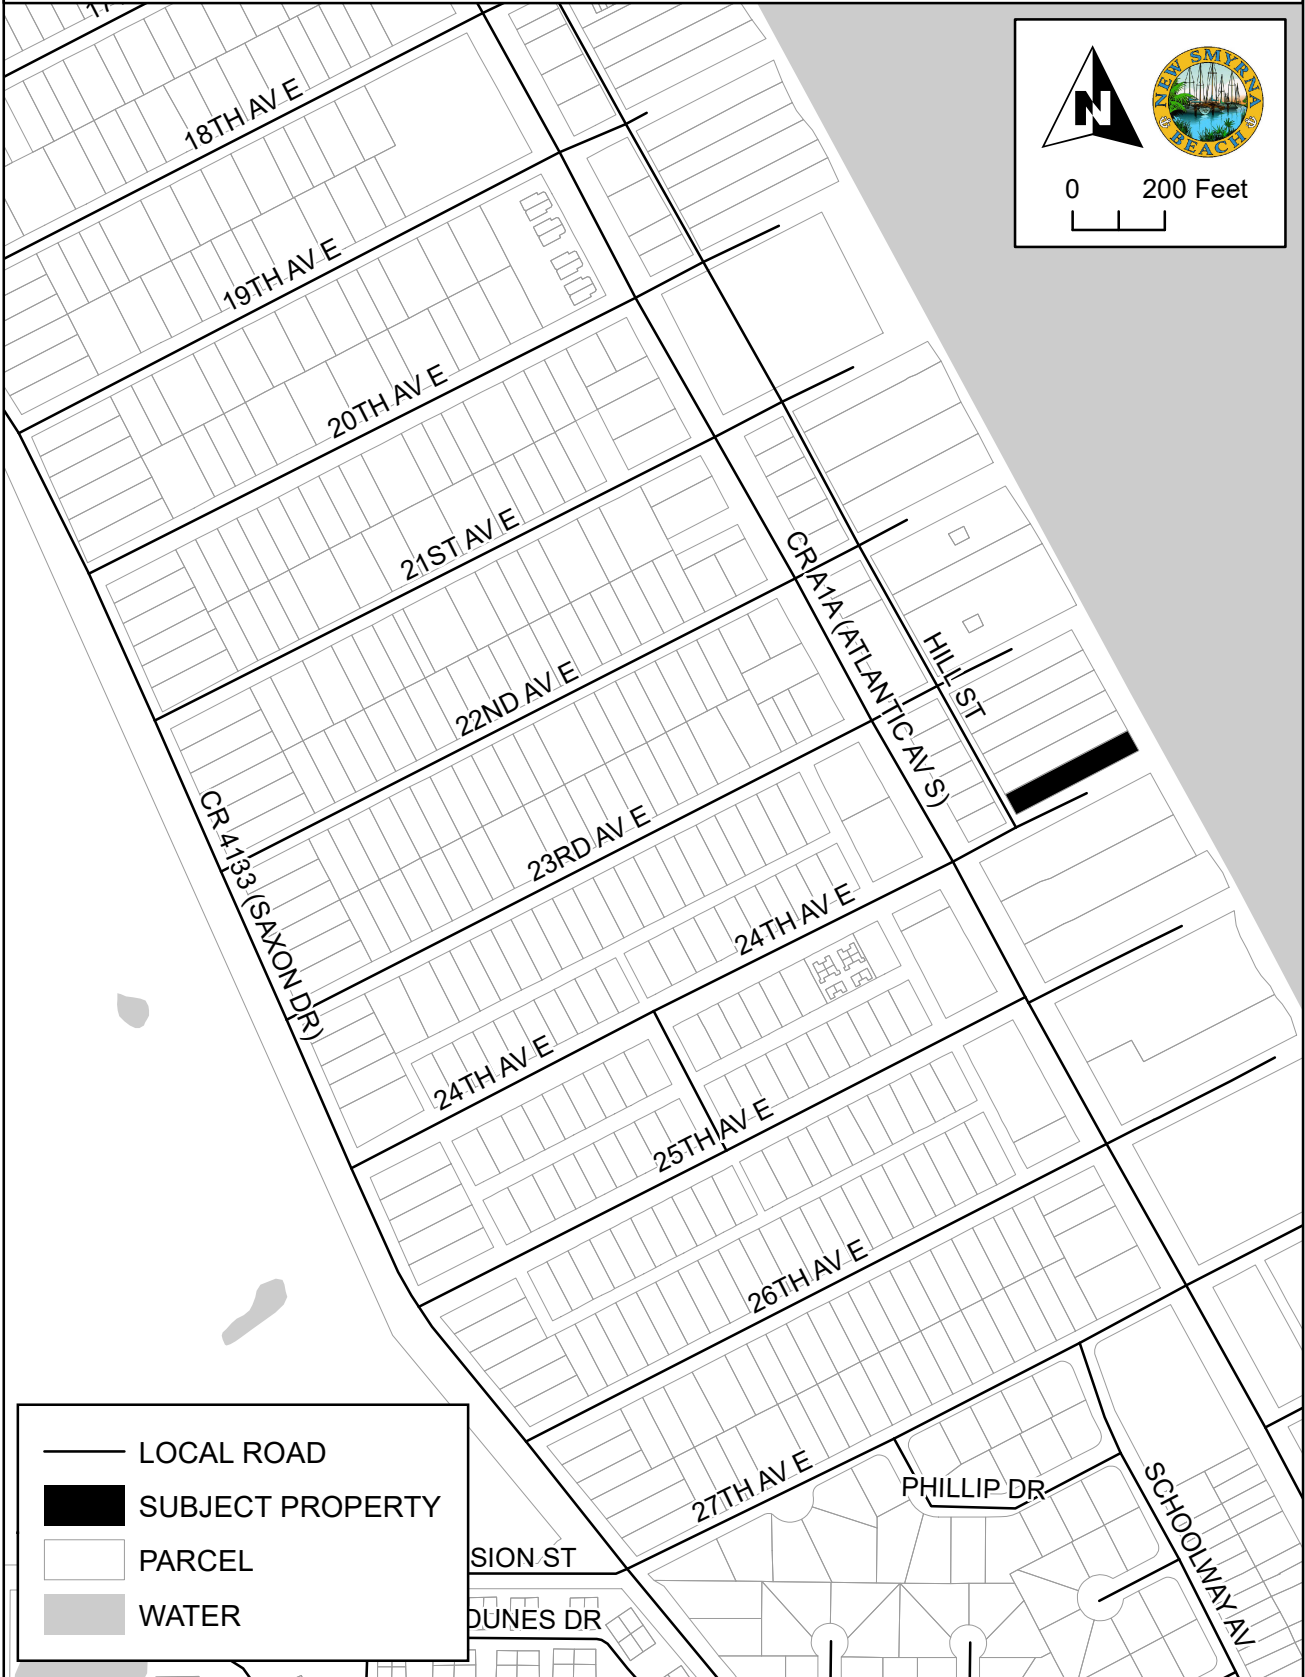 17
18TH AV E
19TH AV E
20TH AV E
21ST AV E
22ND AV E
23RD AV E
24TH AV E
24TH AV E
25TH AV E
26TH AV E
27TH AV E
CR A1A (ATLANTIC AV S)
HILL ST
CR 4133 (SAXON DR)
PHILLIP DR
SCHOOLWAY AV
SION ST
DUNES DR
N
NEW SMYRNA
BEACH
0 200 Feet
LOCAL ROAD
SUBJECT PROPERTY
PARCEL
WATER